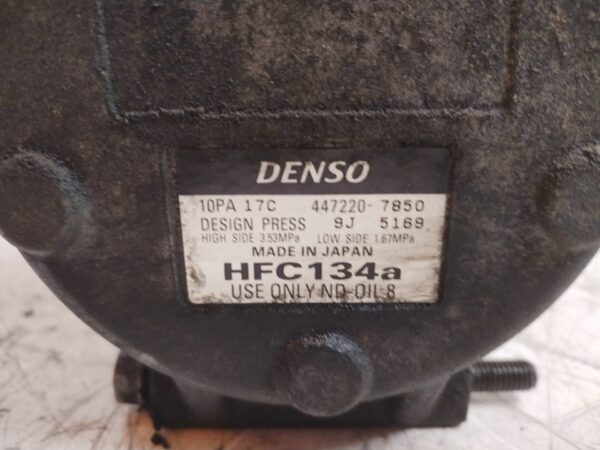 DENSO
10PA 17C 447220-7850
DESIGN PRESS 9J 5169
HIGH SIDE 3.53MPa LOW SIDE 1.67MPa
MADE IN JAPAN
HFC134a
USE ONLY ND-OIL 8